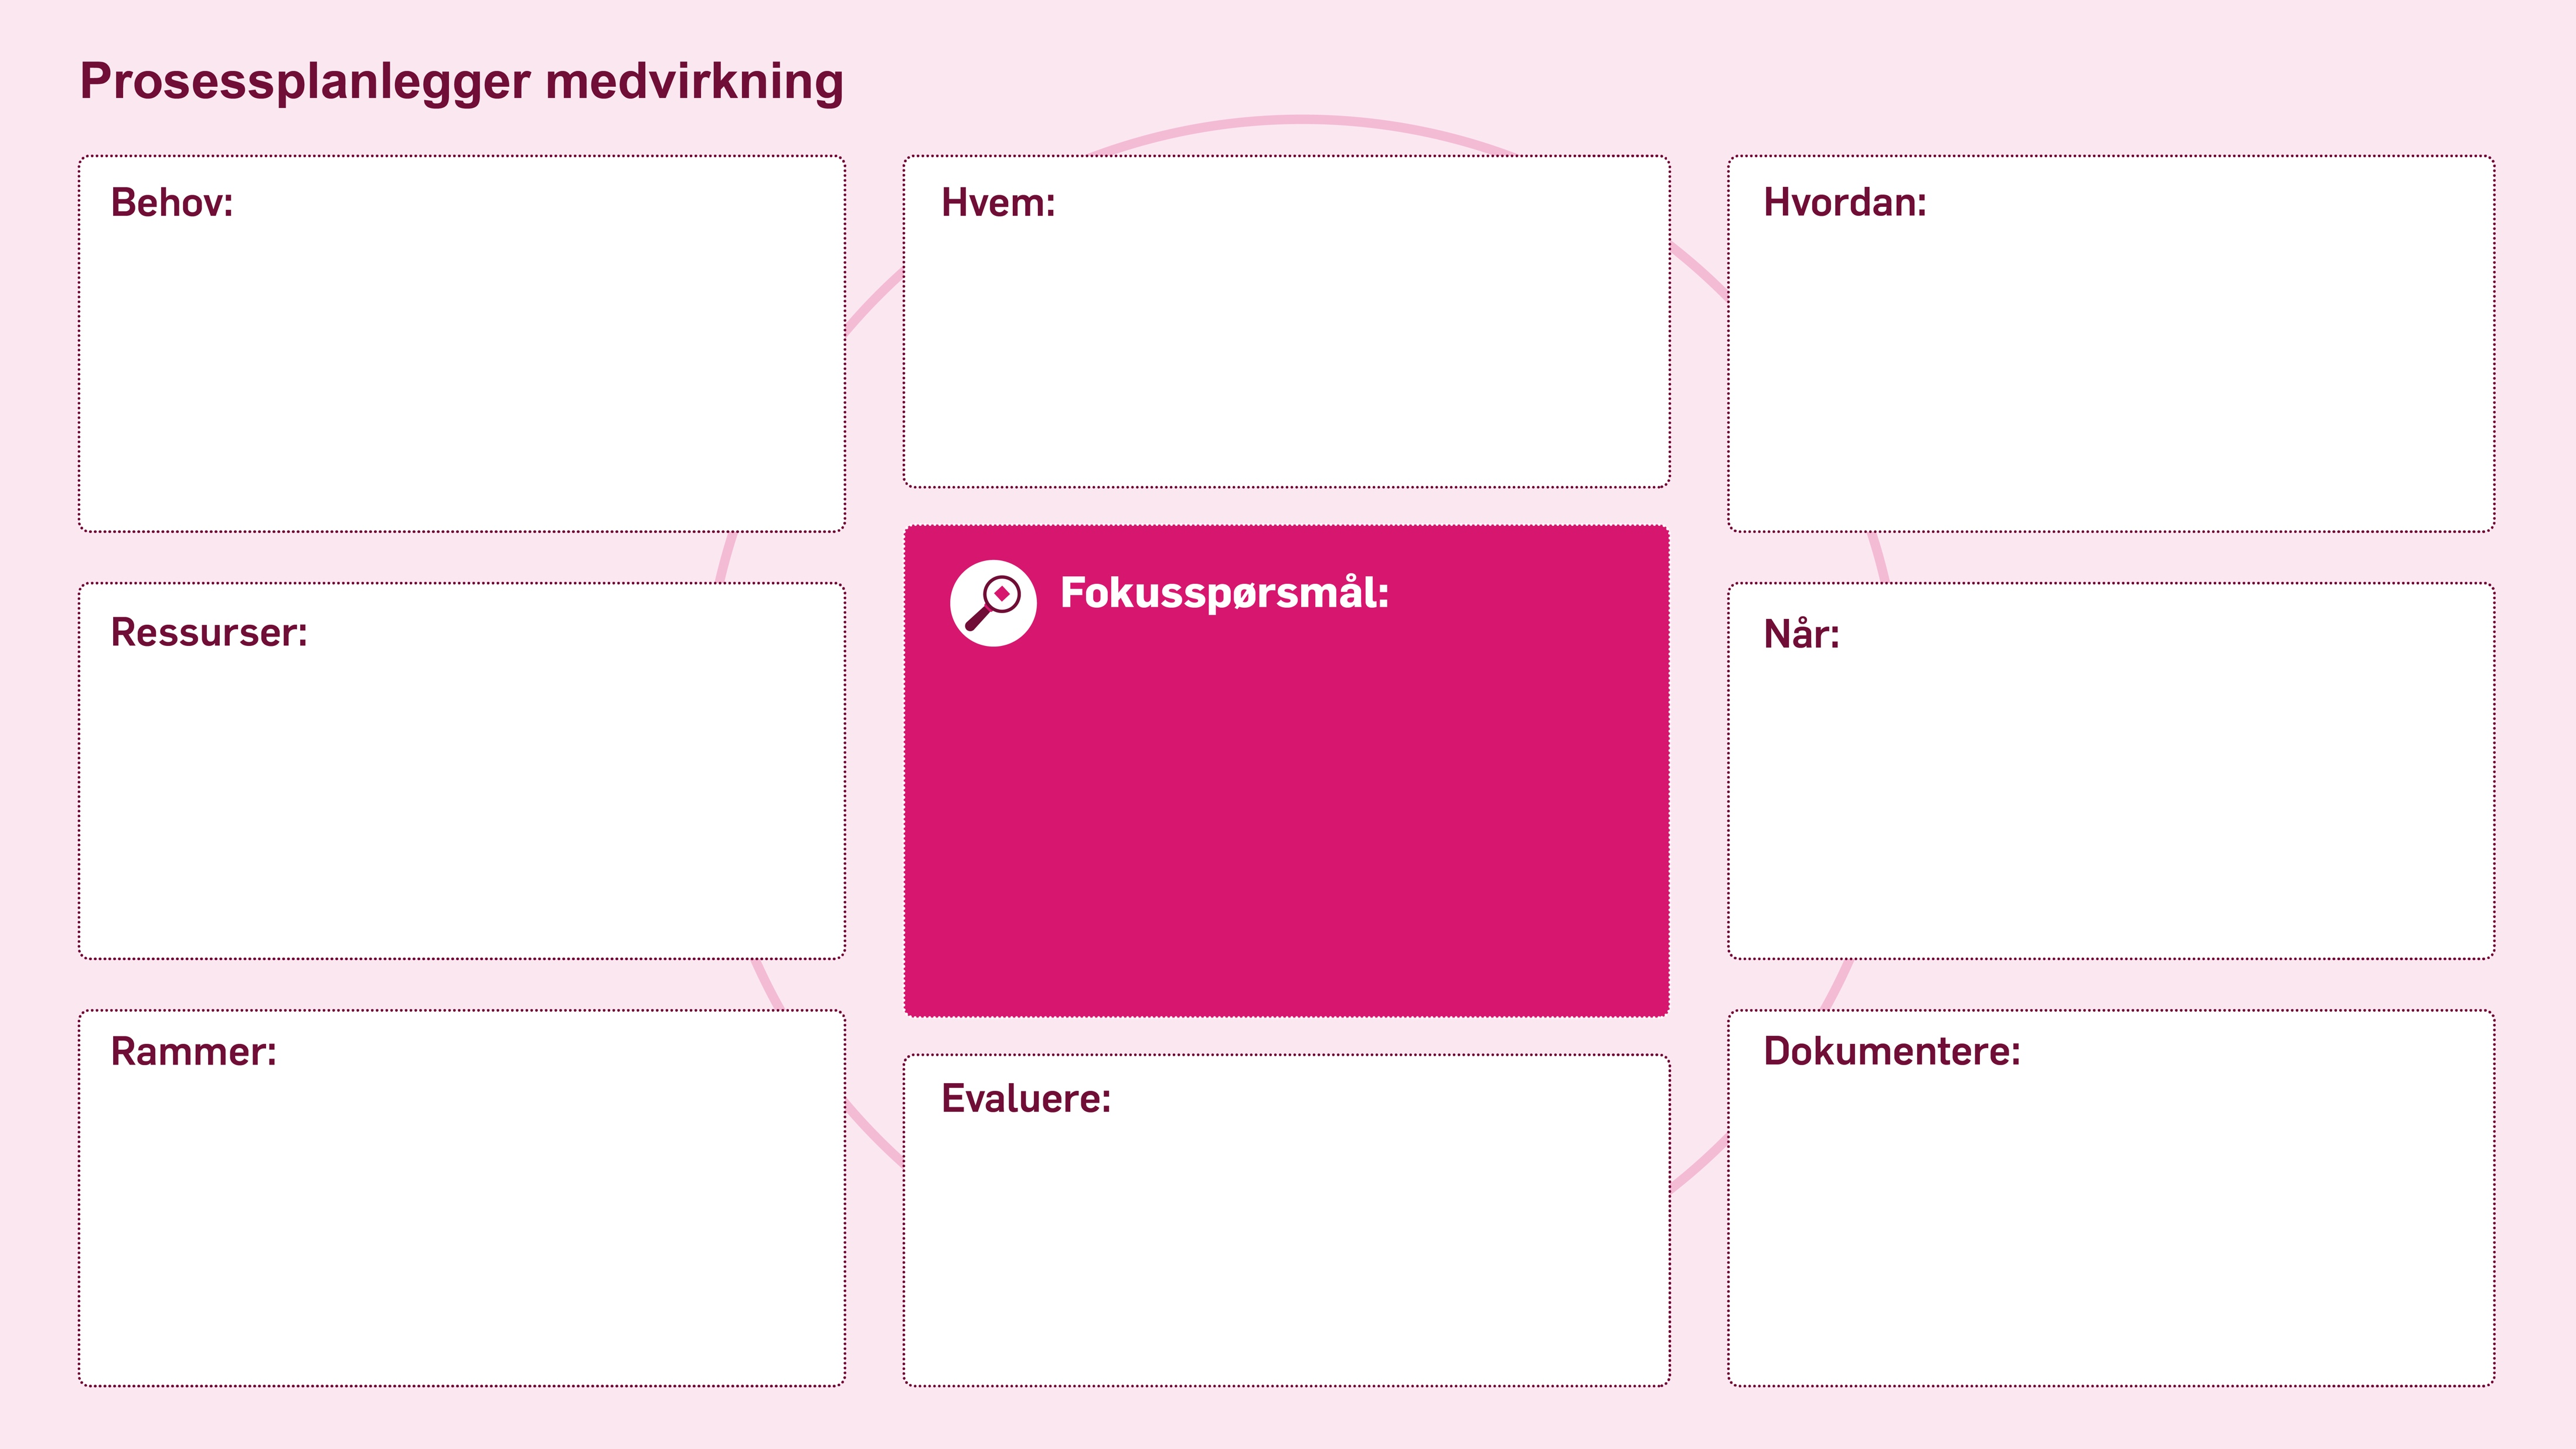 Prosessplanlegger medvirkning
Behov:
Hvem:
Hvordan:
Ressurser:
Fokusspørsmål:
Når:
Rammer:
Evaluere:
Dokumentere: